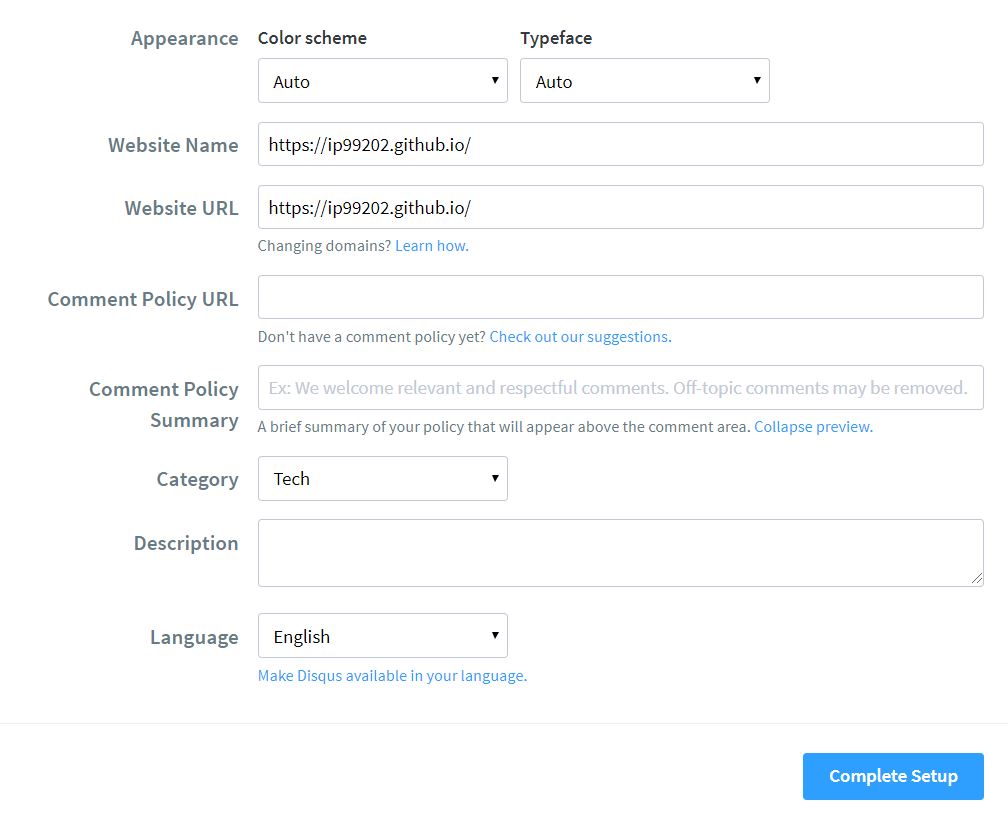 Appearance
Color scheme
Typeface
Auto
Auto
Website Name
https://ip99202.github.io/
Website URL
https://ip99202.github.io/
Changing domains? Learn how.
Comment Policy URL
Don't have a comment policy yet? Check out our suggestions.
Comment Policy
Summary
Ex: We welcome relevant and respectful comments. Off-topic comments may be removed.
A brief summary of your policy that will appear above the comment area. Collapse preview.
Category
Tech
Description
Language
English
Make Disqus available in your language.
Complete Setup